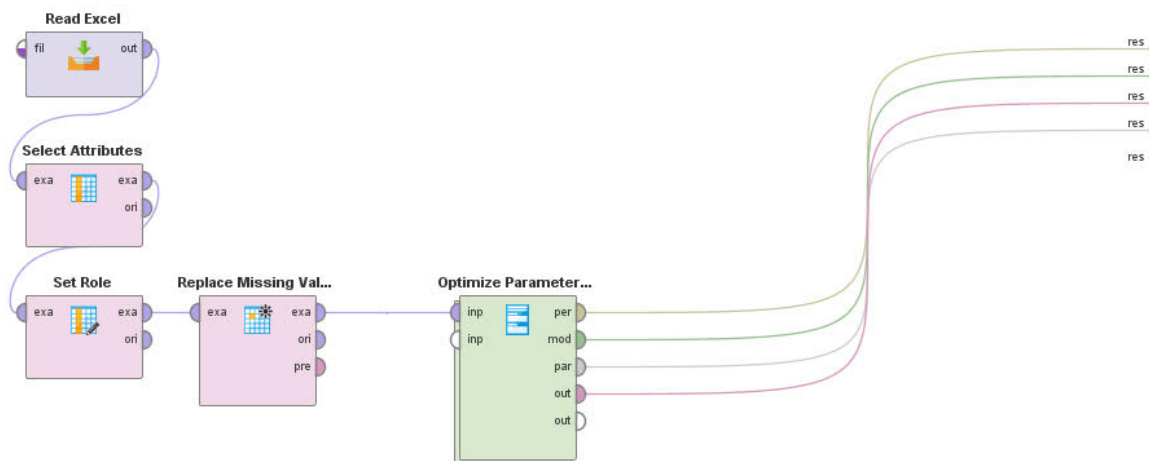 Read Excel
fil out
res
res
res
res
res
Select Attributes
exa exa
ori
Set Role
exa exa
ori
Replace Missing Val...
exa exa
ori
pre
Optimize Parameter...
inp per
inp mod
par
out
out